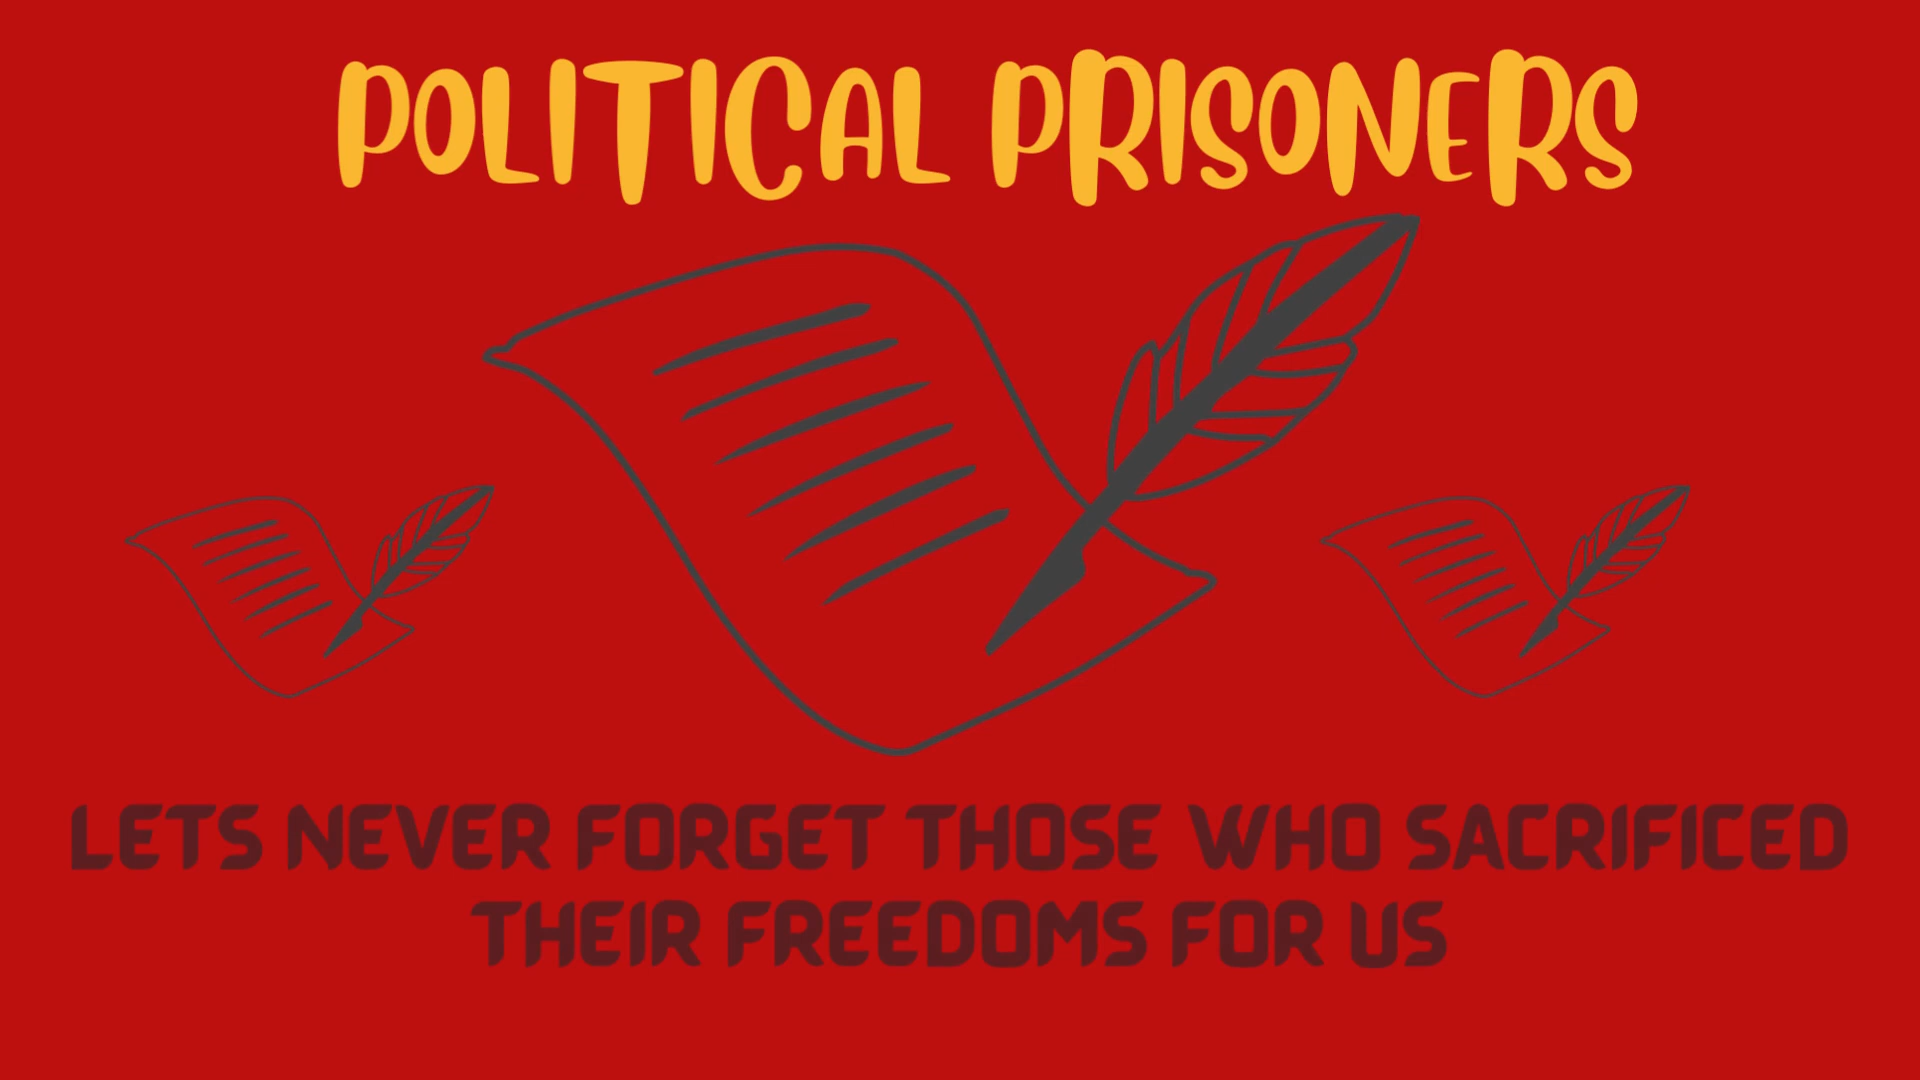 POLITICAL PRISONERS
LETS NEVER FORGET THOSE WHO SACRIFICED
THEIR FREEDOMS FOR US